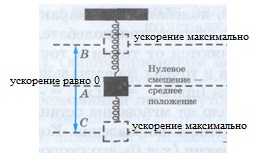 ускорение максимально
B
ускорение равно 0
Нулевое
смещение —
среднее
положение
A
C
ускорение максимально